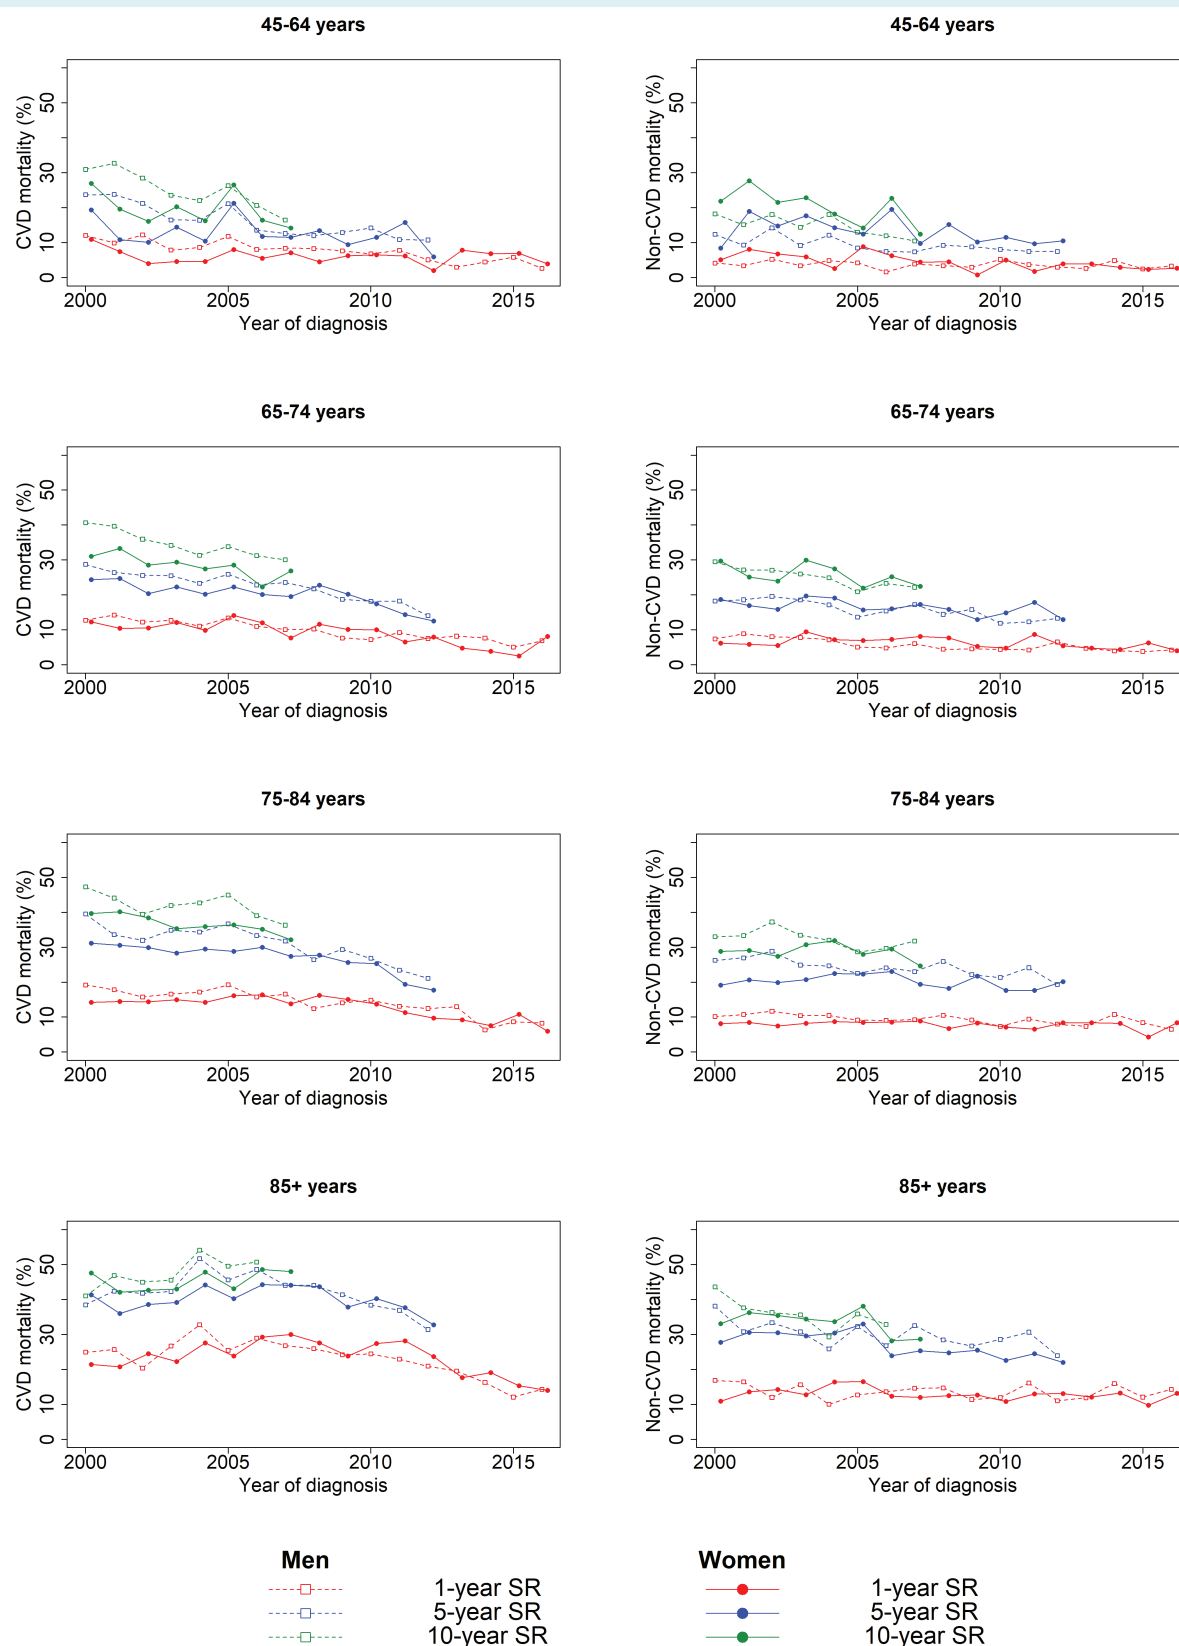 45-64 years
45-64 years
CVD mortality (%)
50
30
10
0
2000 2005 2010 2015
Year of diagnosis
Non-CVD mortality (%)
50
30
10
0
2000 2005 2010 2015
Year of diagnosis
65-74 years
65-74 years
CVD mortality (%)
50
30
10
0
2000 2005 2010 2015
Year of diagnosis
Non-CVD mortality (%)
50
30
10
0
2000 2005 2010 2015
Year of diagnosis
75-84 years
75-84 years
CVD mortality (%)
50
30
10
0
2000 2005 2010 2015
Year of diagnosis
Non-CVD mortality (%)
50
30
10
0
2000 2005 2010 2015
Year of diagnosis
85+ years
85+ years
CVD mortality (%)
50
30
10
0
2000 2005 2010 2015
Year of diagnosis
Non-CVD mortality (%)
50
30
10
0
2000 2005 2010 2015
Year of diagnosis
Men
1-year SR
5-year SR
10-year SR
Women
1-year SR
5-year SR
10-year SR